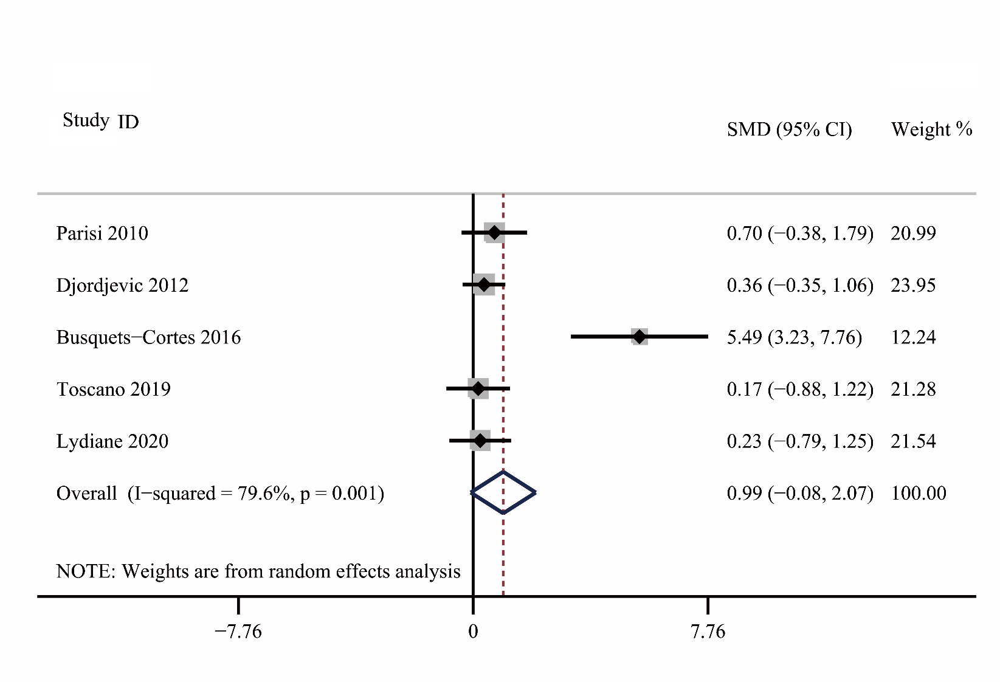 Study ID SMD (95% CI) Weight %
Parisi 2010 0.70 (−0.38, 1.79) 20.99
Djordjevic 2012 0.36 (−0.35, 1.06) 23.95
Busquets−Cortes 2016 5.49 (3.23, 7.76) 12.24
Toscano 2019 0.17 (−0.88, 1.22) 21.28
Lydiane 2020 0.23 (−0.79, 1.25) 21.54
Overall (I−squared = 79.6%, p = 0.001) 0.99 (−0.08, 2.07) 100.00
NOTE: Weights are from random effects analysis
−7.76 0 7.76